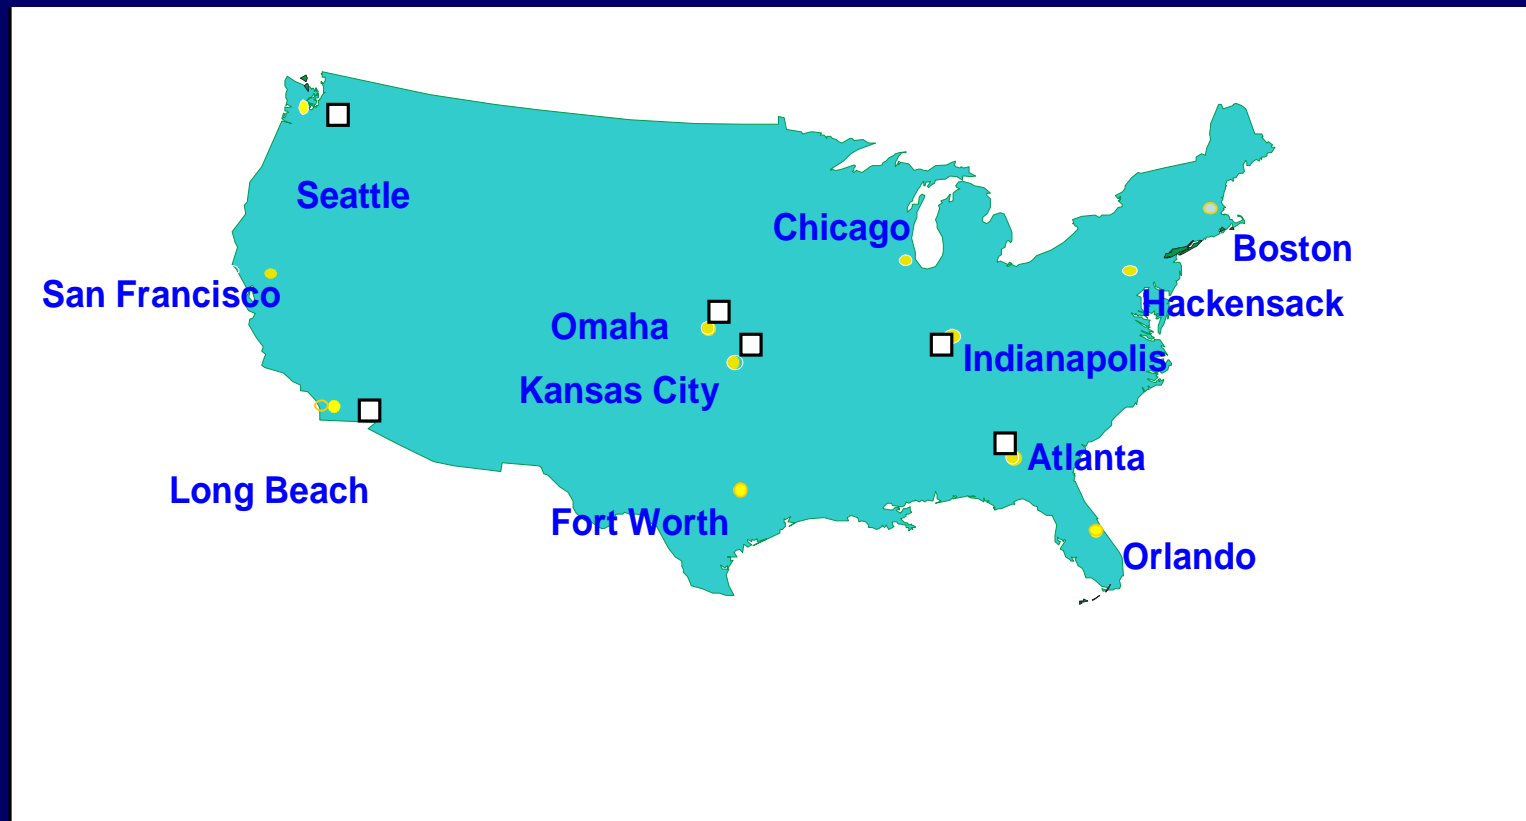 Seattle
Chicago
Boston
San Francisco
Hackensack
Omaha
Indianapolis
Kansas City
Atlanta
Long Beach
Fort Worth
Orlando